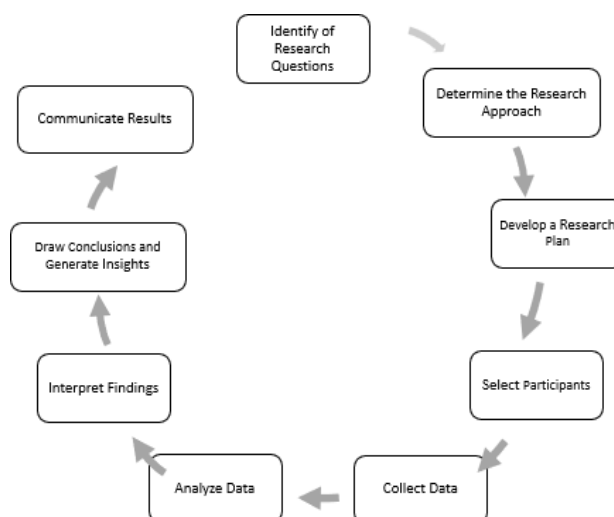 Identify of
Research
Questions
Determine the Research
Approach
Develop a Research
Plan
Select Participants
Collect Data
Analyze Data
Interpret Findings
Draw Conclusions and
Generate Insights
Communicate Results